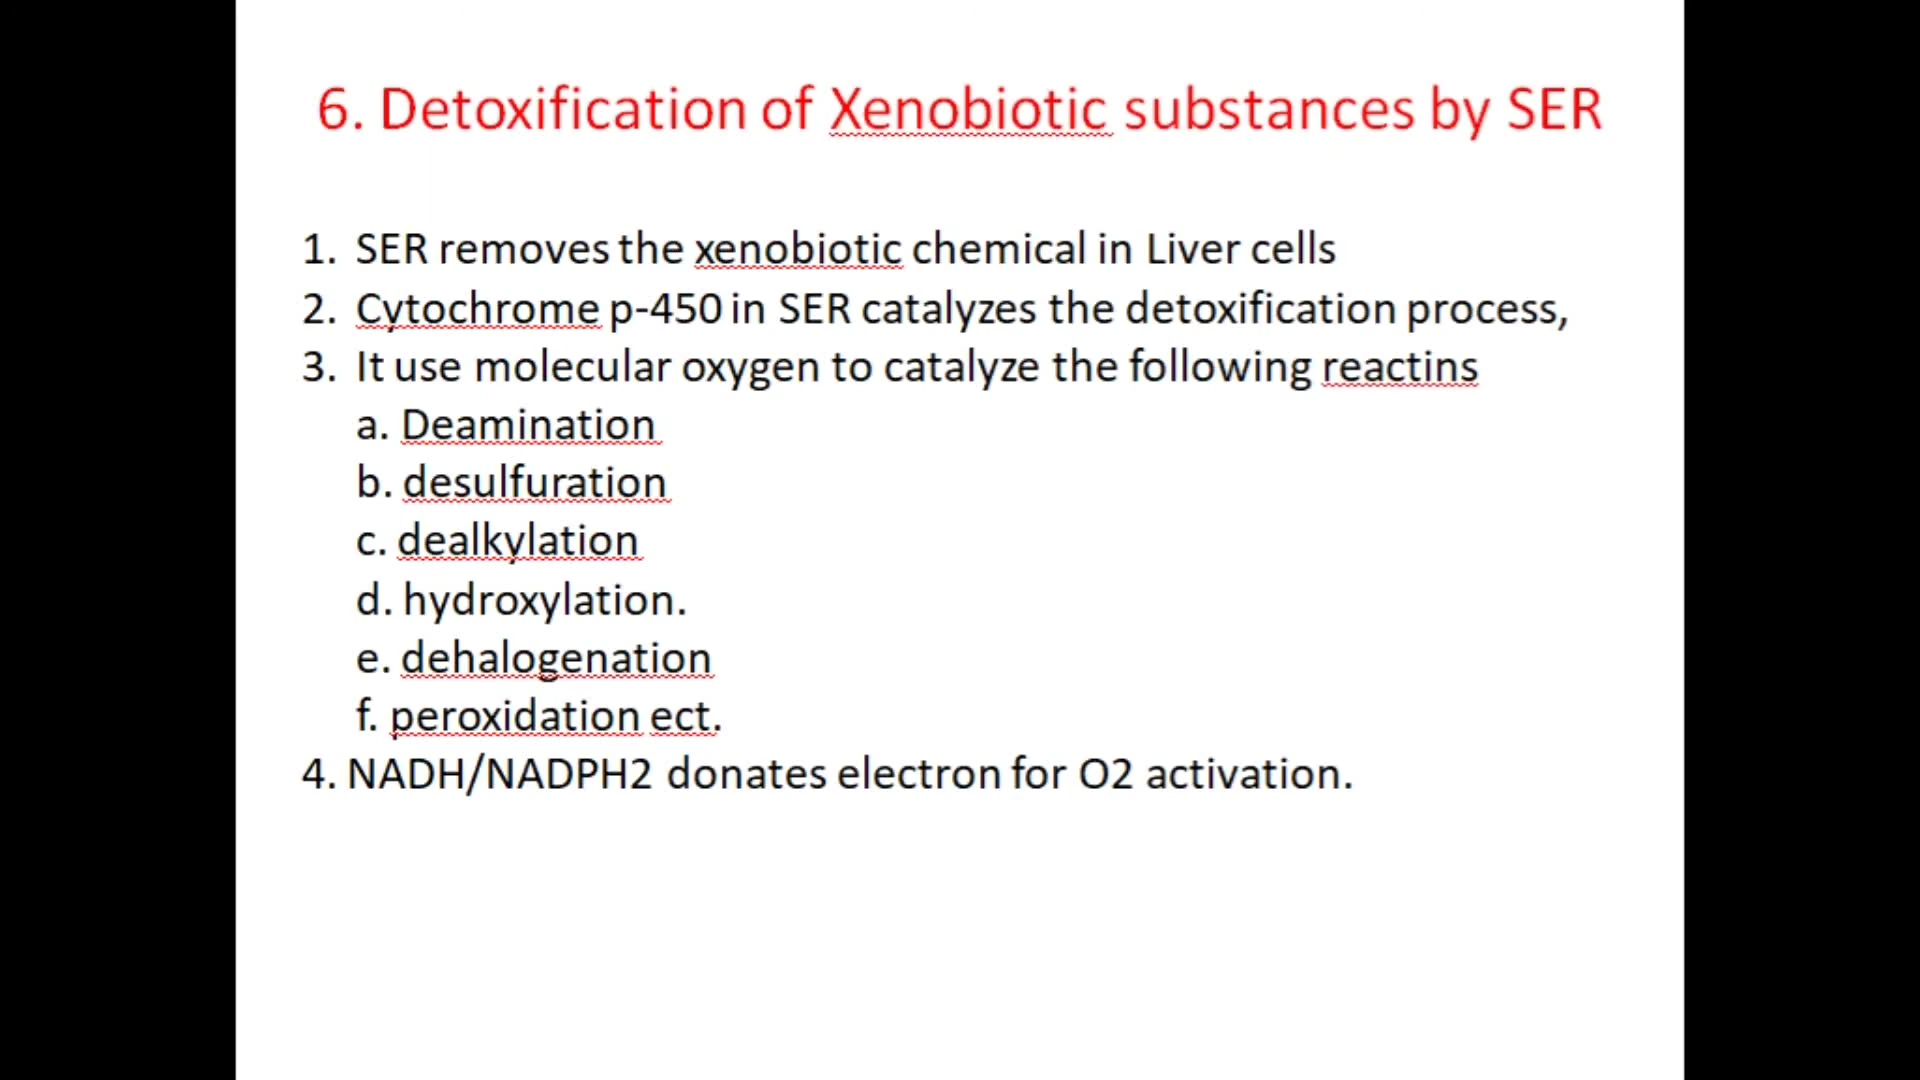 6. Detoxification of Xenobiotic substances by SER
1. SER removes the xenobiotic chemical in Liver cells
2. Cytochrome p-450 in SER catalyzes the detoxification process,
3. It use molecular oxygen to catalyze the following reactins
a. Deamination
b. desulfuration
c. dealkylation
d. hydroxylation.
e. dehalogenation
f. peroxidation ect.
4. NADH/NADPH2 donates electron for O2 activation.